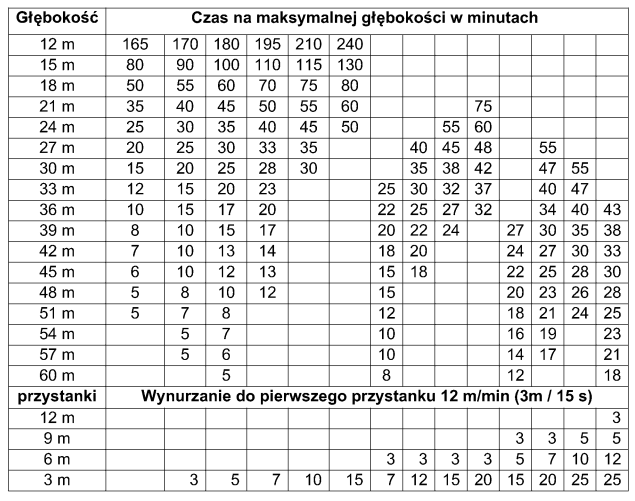 Głębokość Czas na maksymalnej głębokości w minutach
12 m 165 170 180 195 210 240
15 m 80 90 100 110 115 130
18 m 50 55 60 70 75 80
21 m 35 40 45 50 55 60 75
24 m 25 30 35 40 45 50 55 60
27 m 20 25 30 33 35 40 45 48 55
30 m 15 20 25 28 30 35 38 42 47 55
33 m 12 15 20 23 25 30 32 37 40 47
36 m 10 15 17 20 22 25 27 32 34 40 43
39 m 8 10 15 17 20 22 24 27 30 35 38
42 m 7 10 13 14 18 20 24 27 30 33
45 m 6 10 12 13 15 18 22 25 28 30
48 m 5 8 10 12 15 20 23 26 28
51 m 5 7 8 12 18 21 24 25
54 m 5 7 10 16 19 23
57 m 5 6 10 14 17 21
60 m 5 8 12 18
przystanki Wynurzanie do pierwszego przystanku 12 m/min (3m / 15 s)
12 m 3
9 m 3 3 5 5
6 m 3 3 3 3 5 7 10 12
3 m 3 5 7 10 15 7 12 15 20 15 20 25 25